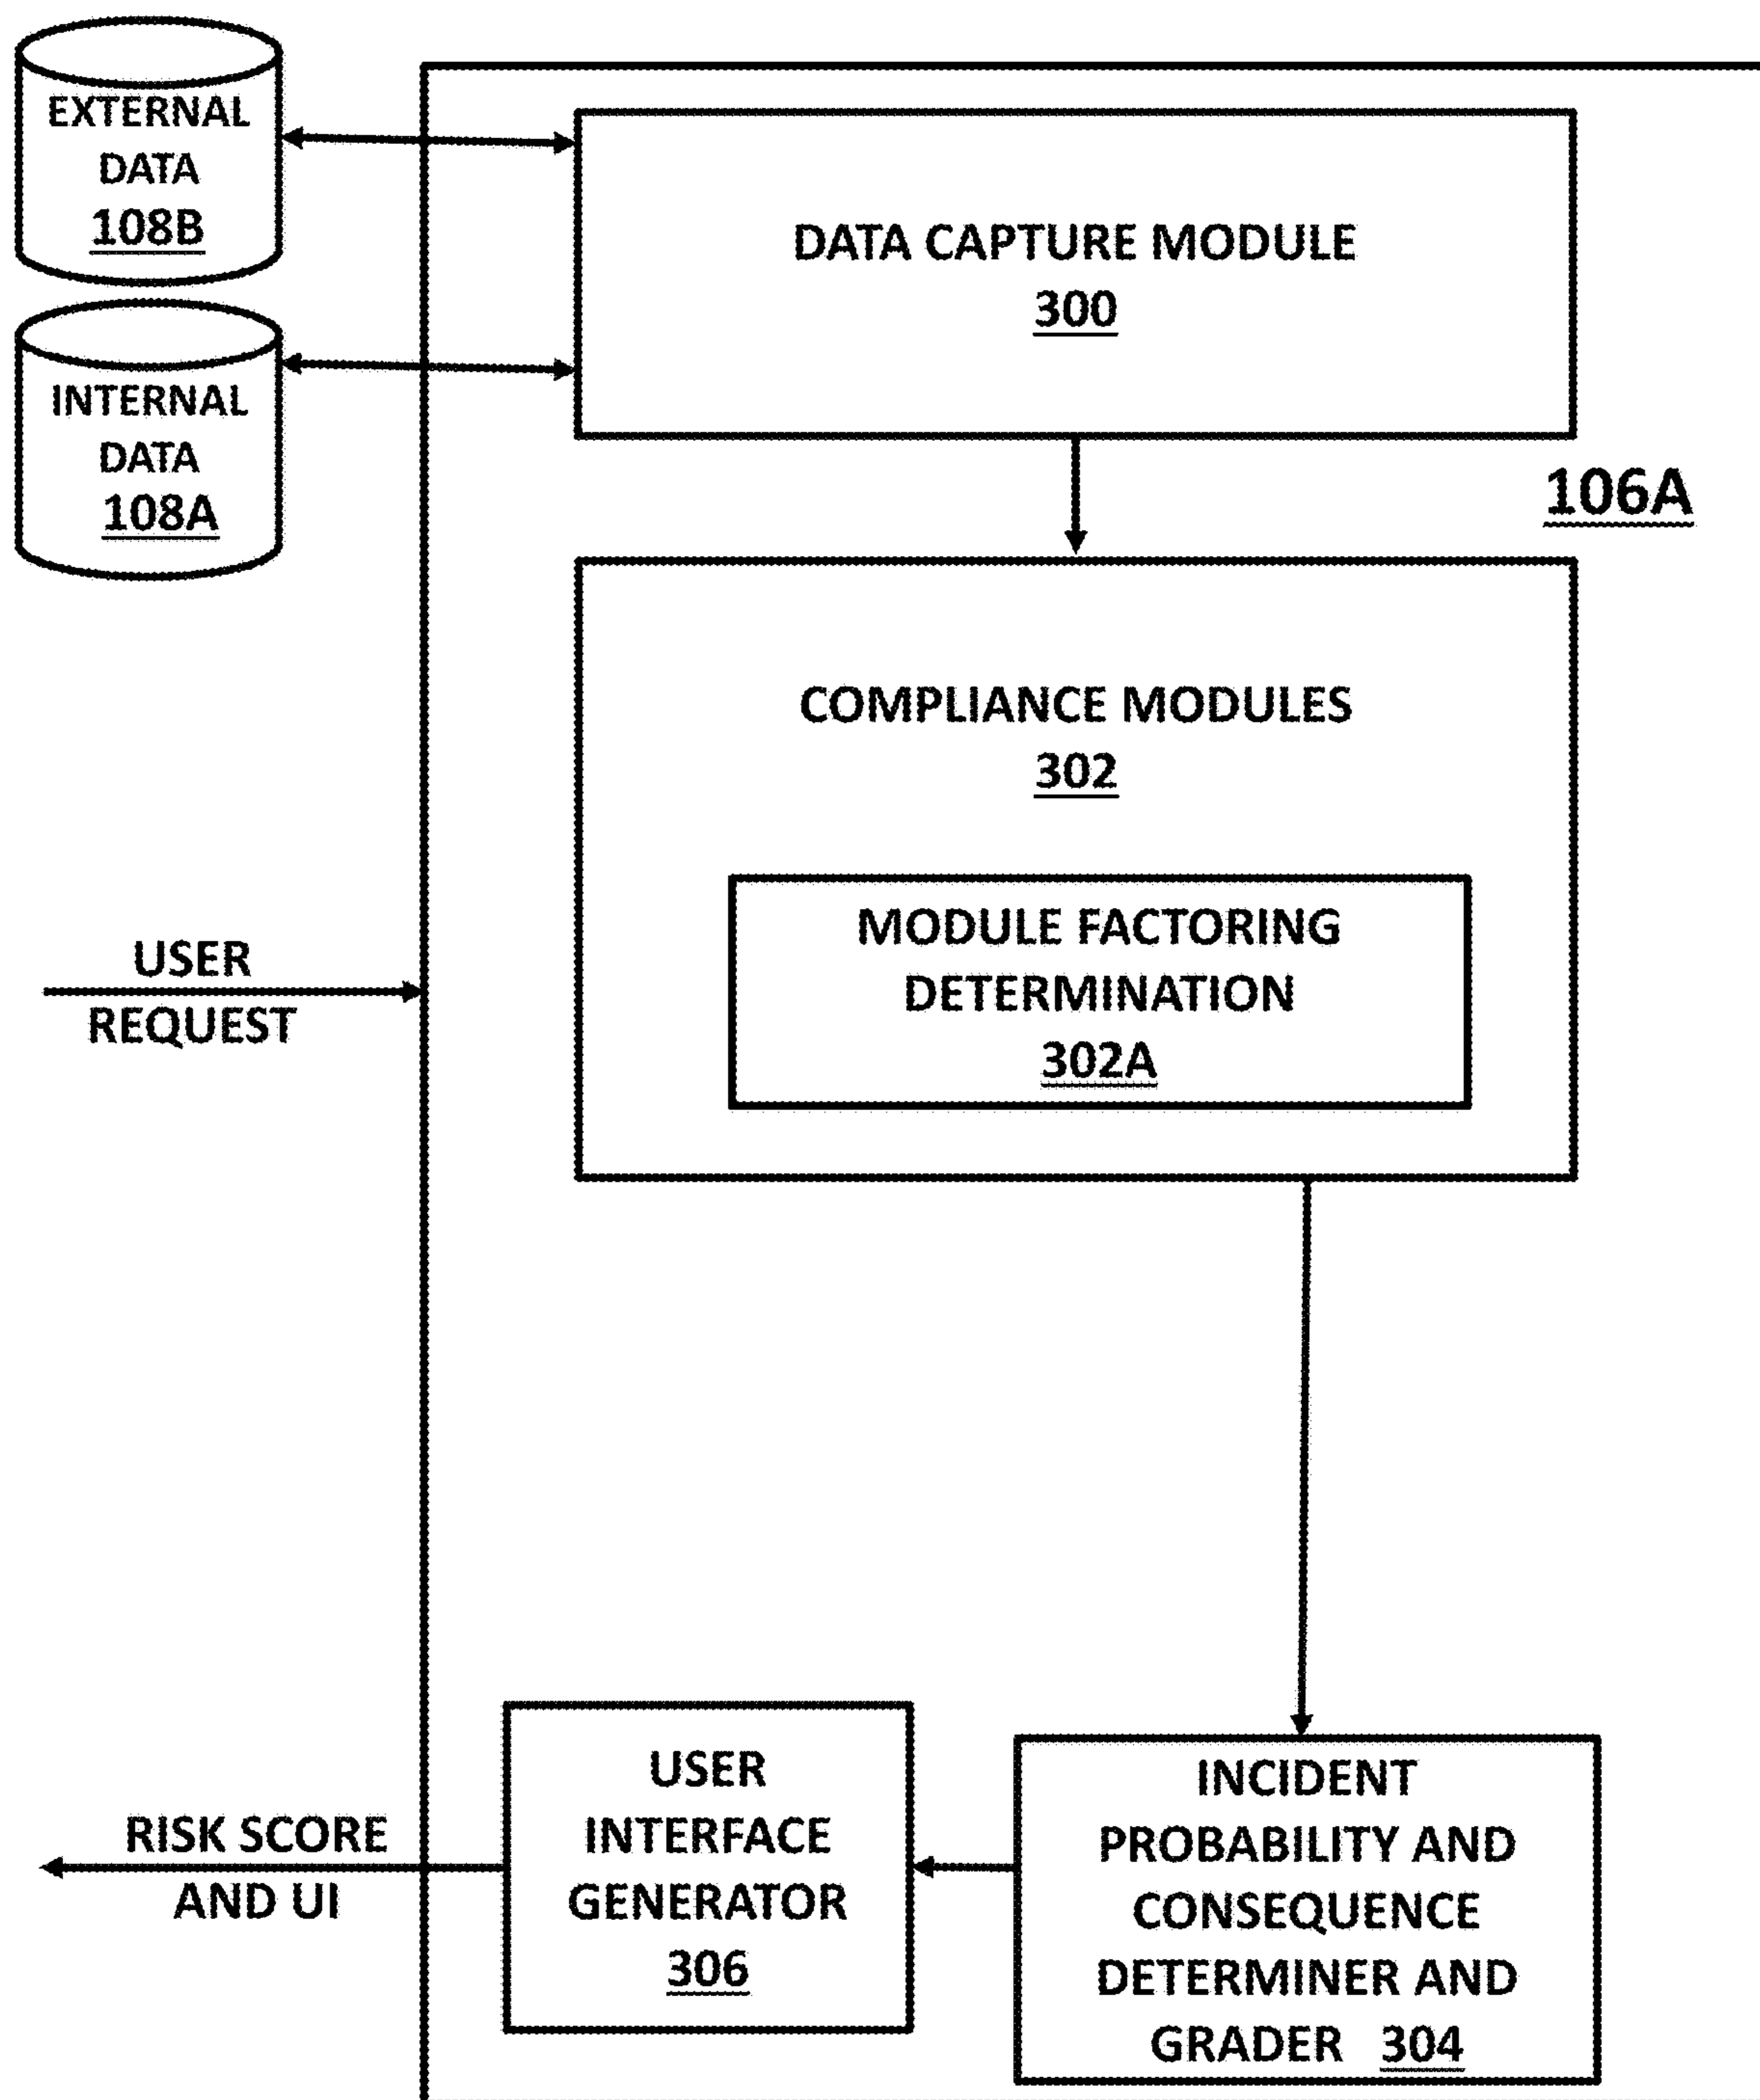 EXTERNAL
DATA
108B
INTERNAL
DATA
108A
DATA CAPTURE MODULE
300
106A
COMPLIANCE MODULES
302
MODULE FACTORING
DETERMINATION
302A
USER
REQUEST
RISK SCORE
AND UI
USER
INTERFACE
GENERATOR
306
INCIDENT
PROBABILITY AND
CONSEQUENCE
DETERMINER AND
GRADER 304